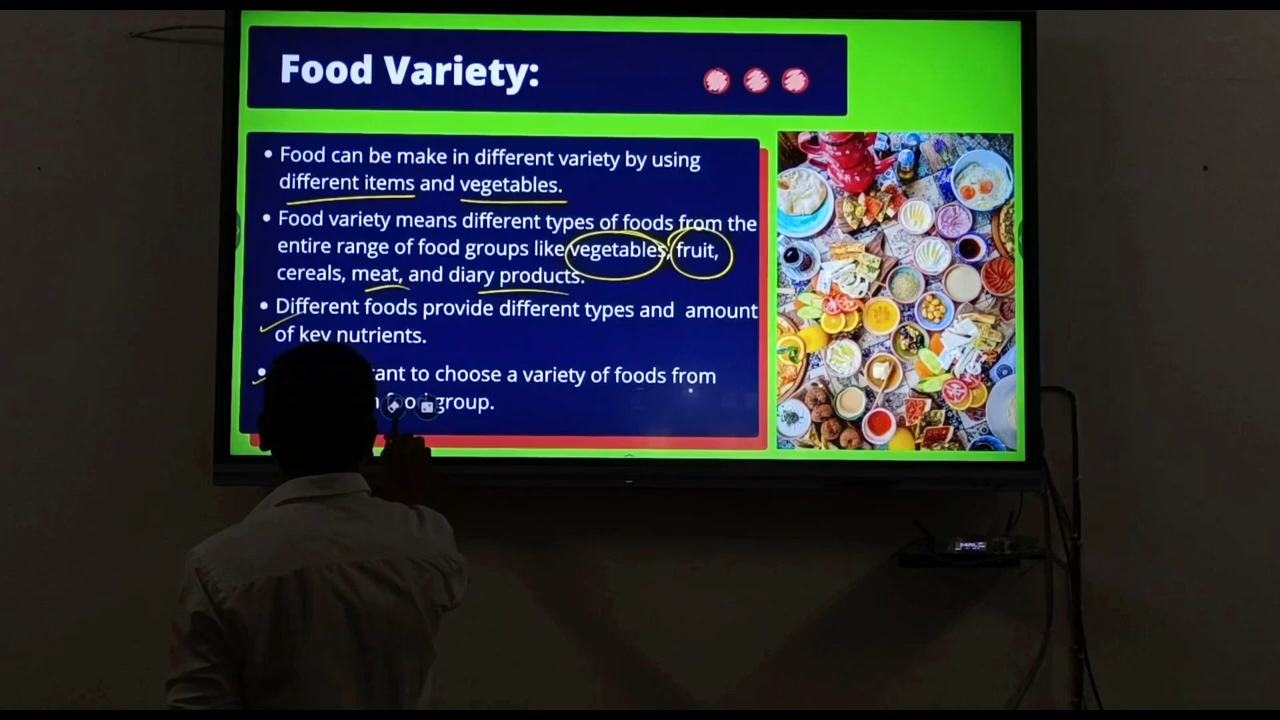 Food Variety:
• Food can be make in different variety by using
different items and vegetables.
• Food variety means different types of foods from the
entire range of food groups like vegetables, fruit,
cereals, meat, and diary products.
• Different foods provide different types and amount
of key nutrients.
• to choose a variety of foods from
group.